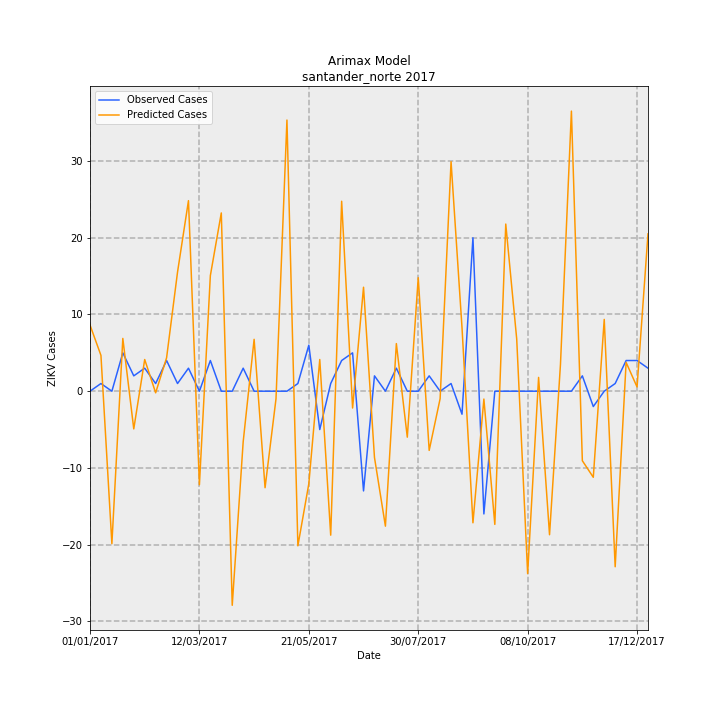 Arimax Model
santander_norte 2017
Observed Cases
Predicted Cases
ZIKV Cases
30
20
10
0
−10
−20
−30
01/01/2017
12/03/2017
21/05/2017
30/07/2017
08/10/2017
17/12/2017
Date